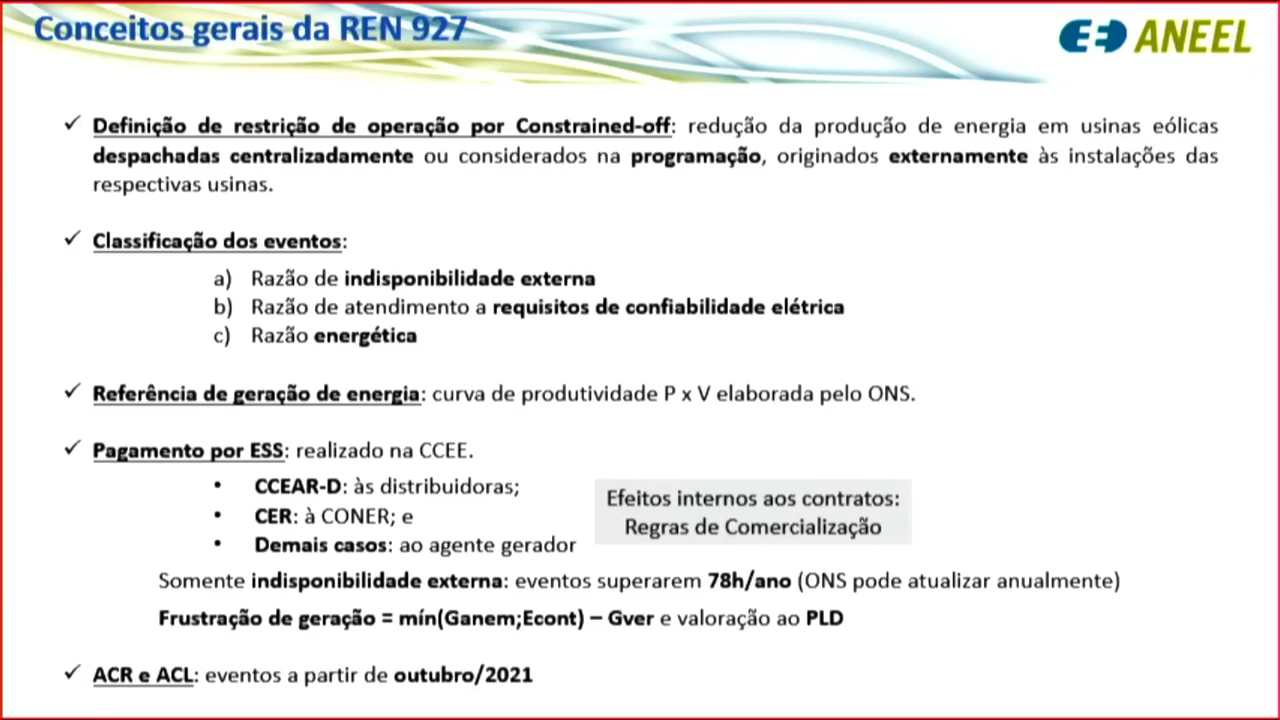 Conceitos gerais da REN 927
ANEEL
✓ Definição de restrição de operação por Constrained-off: redução da produção de energia em usinas eólicas
despachadas centralizadamente ou considerados na programação, originados externamente às instalações das
respectivas usinas.
✓ Classificação dos eventos:
a) Razão de indisponibilidade externa
b) Razão de atendimento a requisitos de confiabilidade elétrica
c) Razão energética
✓ Referência de geração de energia: curva de produtividade P x V elaborada pelo ONS.
✓ Pagamento por ESS: realizado na CCEE.
• CCEAR-D: às distribuidoras;
• CER: à CONER; e
• Demais casos: ao agente gerador
Efeitos internos aos contratos:
Regras de Comercialização
Somente indisponibilidade externa: eventos superarem 78h/ano (ONS pode atualizar anualmente)
Frustração de geração = mín(Ganem;Econt) – Gver e valoração ao PLD
✓ ACR e ACL: eventos a partir de outubro/2021